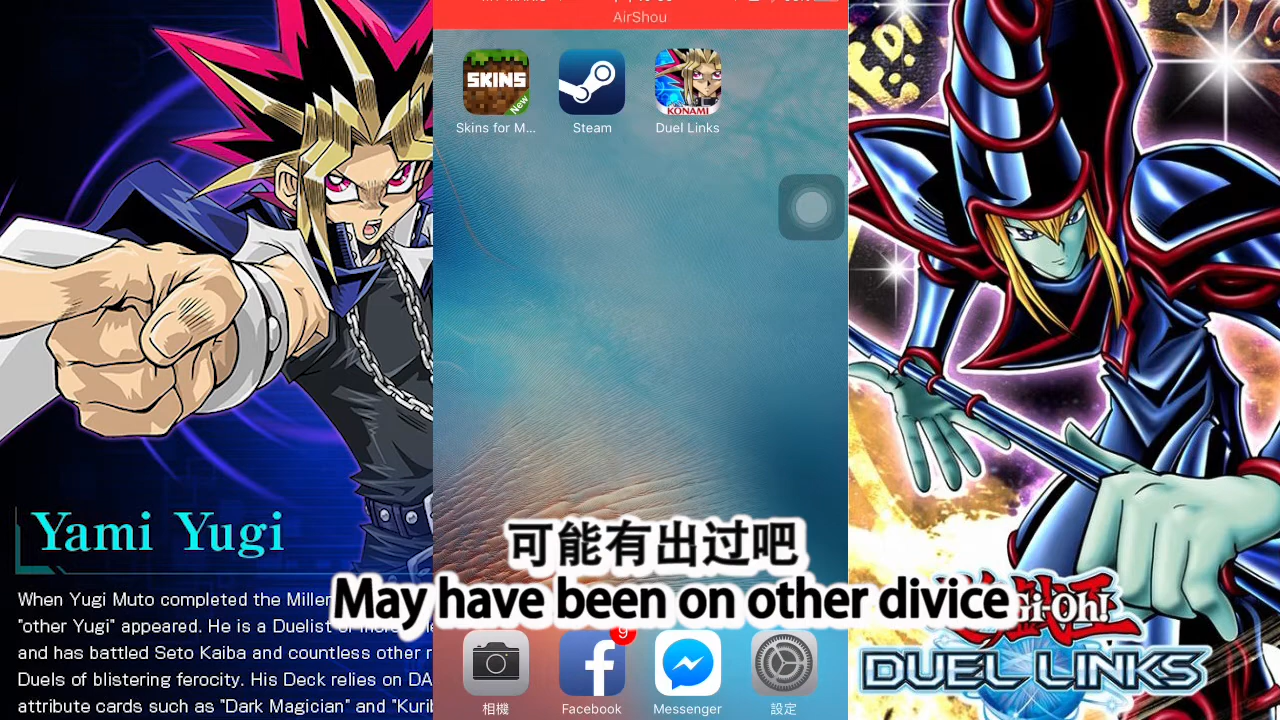 AirShou
SKINS
New
KONAMI
Skins for M...
Steam
Duel Links
Yami Yugi
When Yugi Muto completed the Millen
"other Yugi" appeared. He is a Duelist
and has battled Seto Kaiba and countless other r
Duels of blistering ferocity. His Deck relies on DA
attribute cards such as "Dark Magician" and "Kurib
可能有出过吧
May have been on other divice
9
相機
Facebook
Messenger
設定
Yu-Gi-Oh!
DUEL LINKS